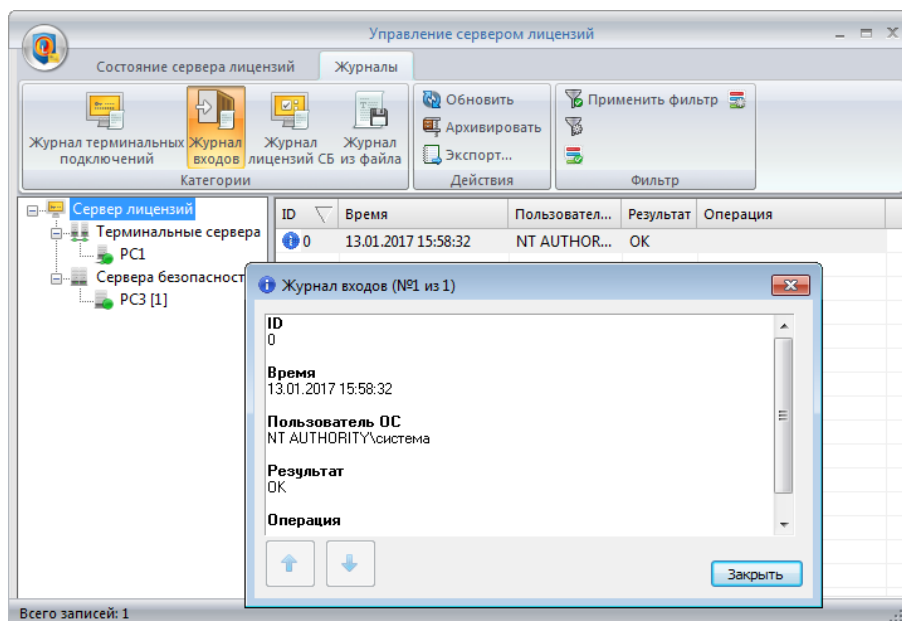 Управление сервером лицензий
Состояние сервера лицензий Журналы
Журнал терминальных подключений
Журнал входов
Журнал лицензий СБ
Журнал из файла
Категории
Обновить
Архивировать
Экспорт...
Действия
Применить фильтр
Фильтр
Сервер лицензий
Терминальные сервера
PC1
Сервера безопасност
PC3 [1]
ID Время Пользовател... Результат Операция
0 13.01.2017 15:58:32 NT AUTHOR... OK
Журнал входов (№1 из 1)
ID
0
Время
13.01.2017 15:58:32
Пользователь ОС
NT AUTHORITY\система
Результат
OK
Операция
Закрыть
Всего записей: 1